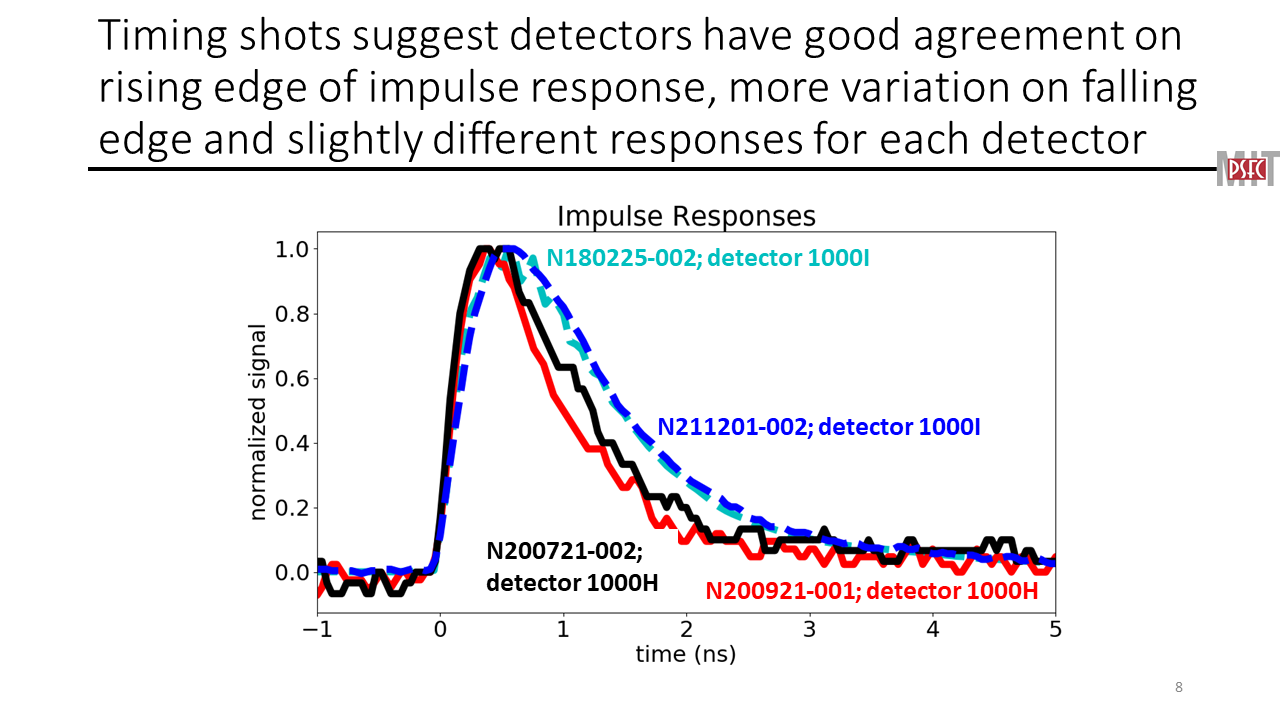 Timing shots suggest detectors have good agreement on
rising edge of impulse response, more variation on falling
edge and slightly different responses for each detector
MIT
PSFC
Impulse Responses
N180225-002; detector 1000I
N211201-002; detector 1000I
N200721-002;
detector 1000H
N200921-001; detector 1000H
normalized signal
1.0
0.8
0.6
0.4
0.2
0.0
−1 0 1 2 3 4 5
time (ns)
8